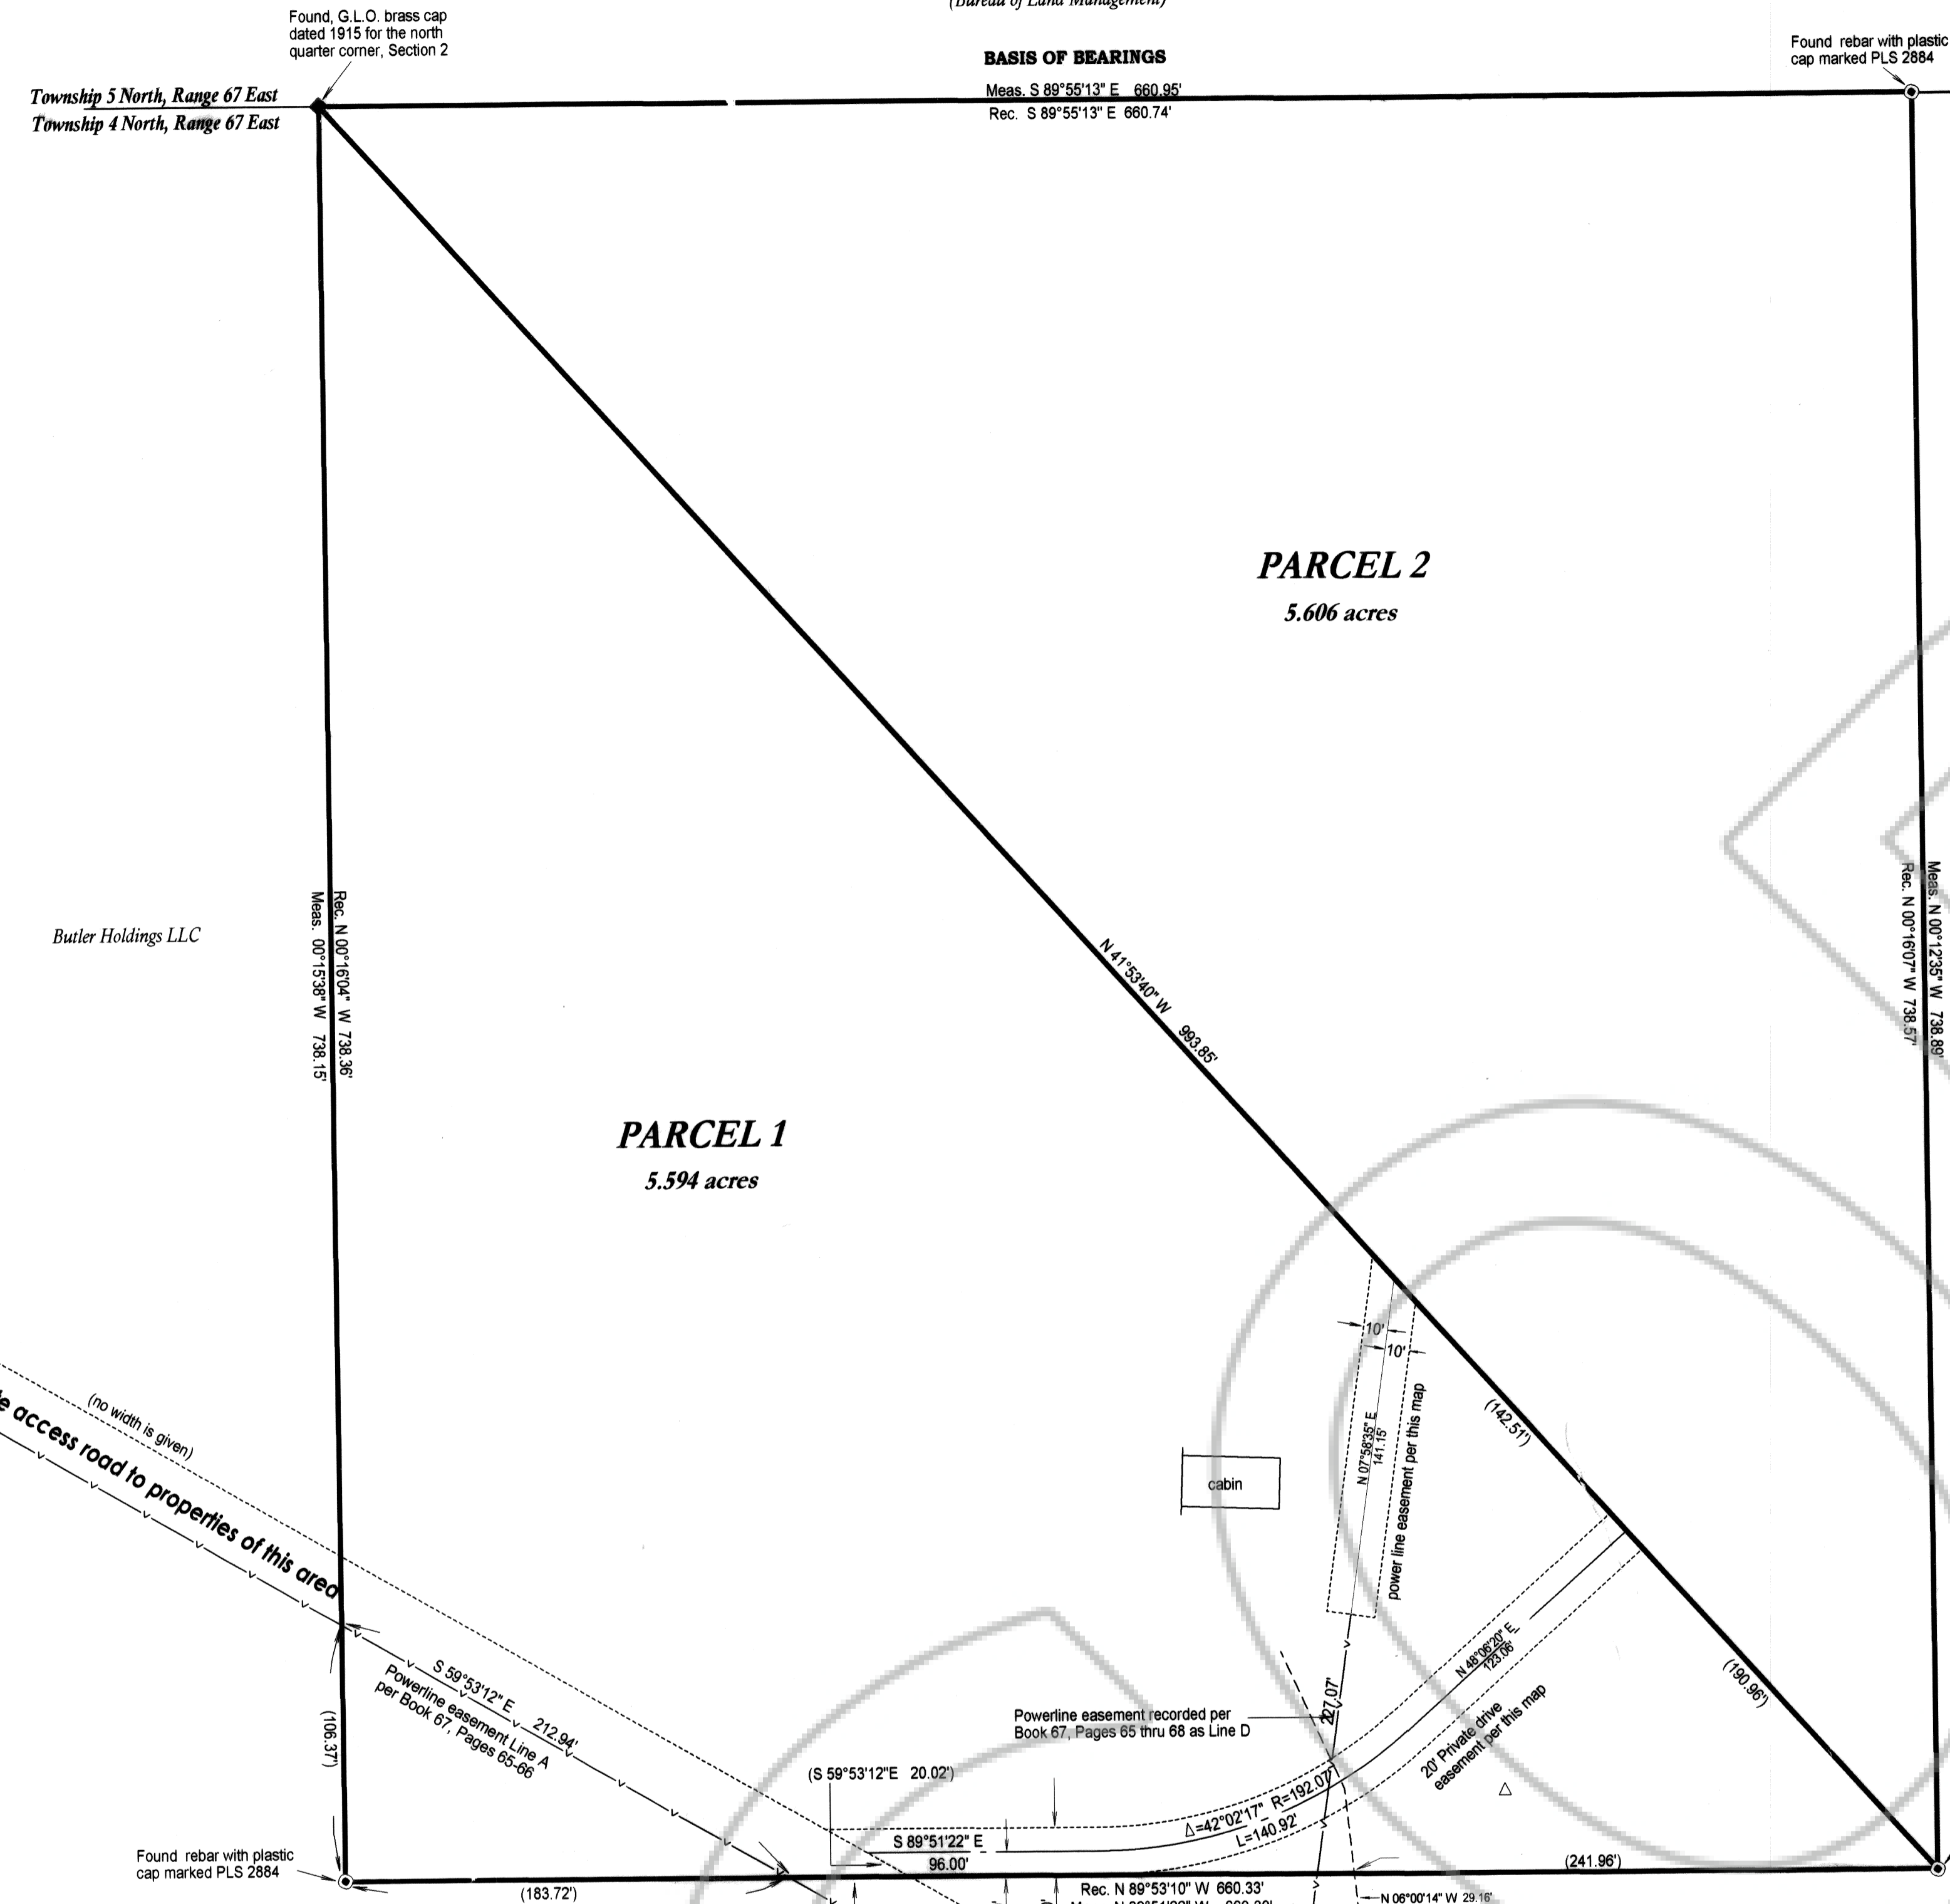 (Bureau of Land Management)
Found, G.L.O. brass cap
dated 1915 for the north
quarter corner, Section 2
BASIS OF BEARINGS
Found rebar with plastic
cap marked PLS 2884
Township 5 North, Range 67 East
Township 4 North, Range 67 East
Meas. S 89°55'13" E 660.95'
Rec. S 89°55'13" E 660.74'
PARCEL 2
5.606 acres
Rec. N 00°16'04" W 738.36'
Meas. 00°15'38" W 738.15'
Meas. N 00°12'35" W 738.89'
Rec. N 00°16'07" W 738.57'
Butler Holdings LLC
N 41°53'40" W 993.85'
PARCEL 1
5.594 acres
10'
10'
(no width is given)
access road to properties of this area
(142.51')
N 07°58'35" E
141.15'
power line easement per this map
cabin
S 59°53'12" E 212.94'
Powerline easement Line A
per Book 67, Pages 65-66
(106.37')
N 48°06'20" E
123.06'
(190.96')
20' Private drive
easement per this map
Powerline easement recorded per
Book 67, Pages 65 thru 68 as Line D
227.07'
(S 59°53'12"E 20.02')
Δ=42°02'17" R=192.07'
L=140.92'
S 89°51'22" E
96.00'
Found rebar with plastic
cap marked PLS 2884
(241.96')
(183.72')
Rec. N 89°53'10" W 660.33'
N 06°00'14" W 29.16'